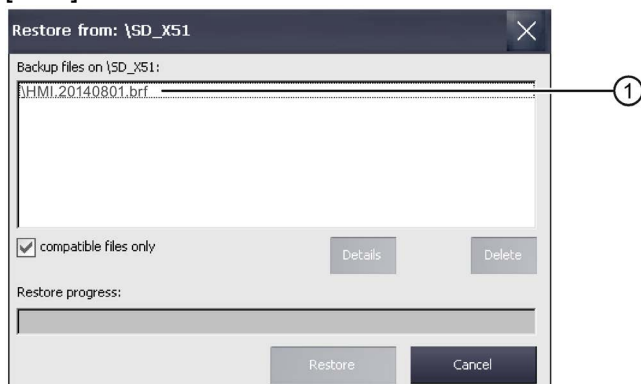 Restore from: \SD_X51
Backup files on \SD_X51:
\HMI.20140801.brf
1
compatible files only
Details
Delete
Restore progress:
Restore
Cancel